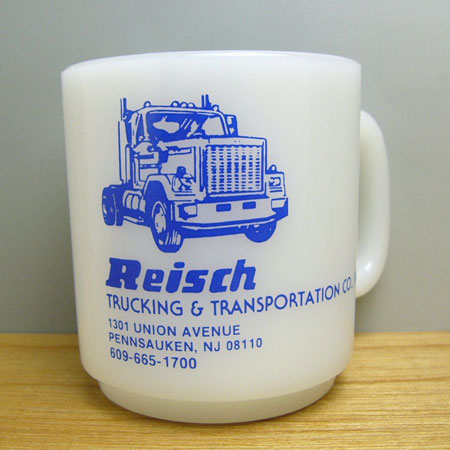 Reisch
TRUCKING & TRANSPORTATION CO.
1301 UNION AVENUE
PENNSAUKEN, NJ 08110
609-665-1700